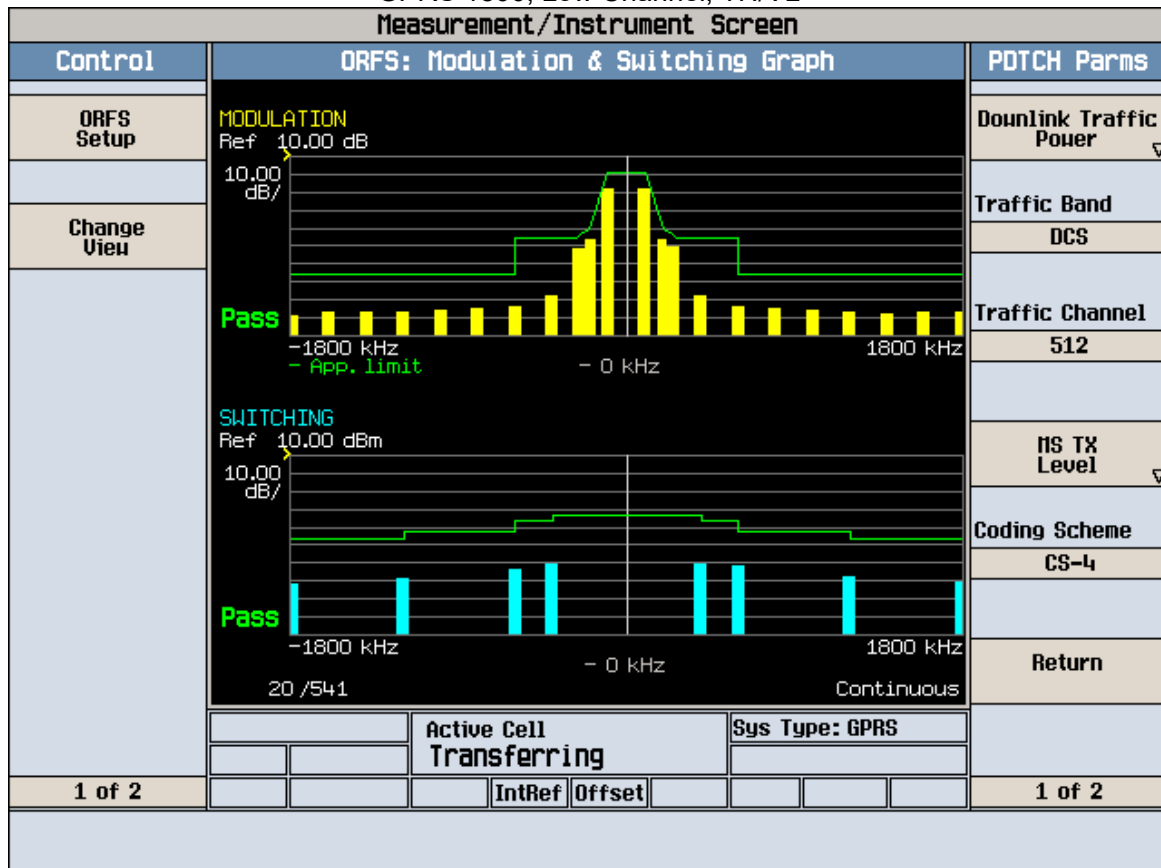 Measurement/Instrument Screen
Control
ORFS: Modulation & Switching Graph
PDTCH Parms
ORFS
Setup
Change
View
1 of 2
MODULATION
Ref 10.00 dB
10.00
dB/
Pass
-1800 kHz
1800 kHz
- App. limit
- 0 kHz
SWITCHING
Ref 10.00 dBm
10.00
dB/
Pass
-1800 kHz
1800 kHz
- 0 kHz
20 /541
Continuous
Active Cell
Transferring
Sys Type: GPRS
IntRef
Offset
Downlink Traffic
Power
Traffic Band
DCS
Traffic Channel
512
MS TX
Level
Coding Scheme
CS-4
Return
1 of 2